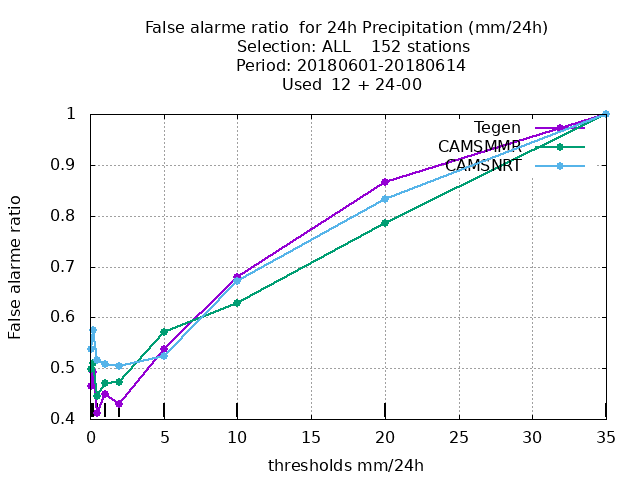 False alarme ratio  for 24h Precipitation (mm/24h)
Selection: ALL    152 stations
Period: 20180601-20180614
Used  12 + 24-00
1
0.9
0.8
0.7
0.6
0.5
0.4
False alarme ratio
Tegen
CAMSMMR
CAMSNRT
0 5 10 15 20 25 30 35
thresholds mm/24h